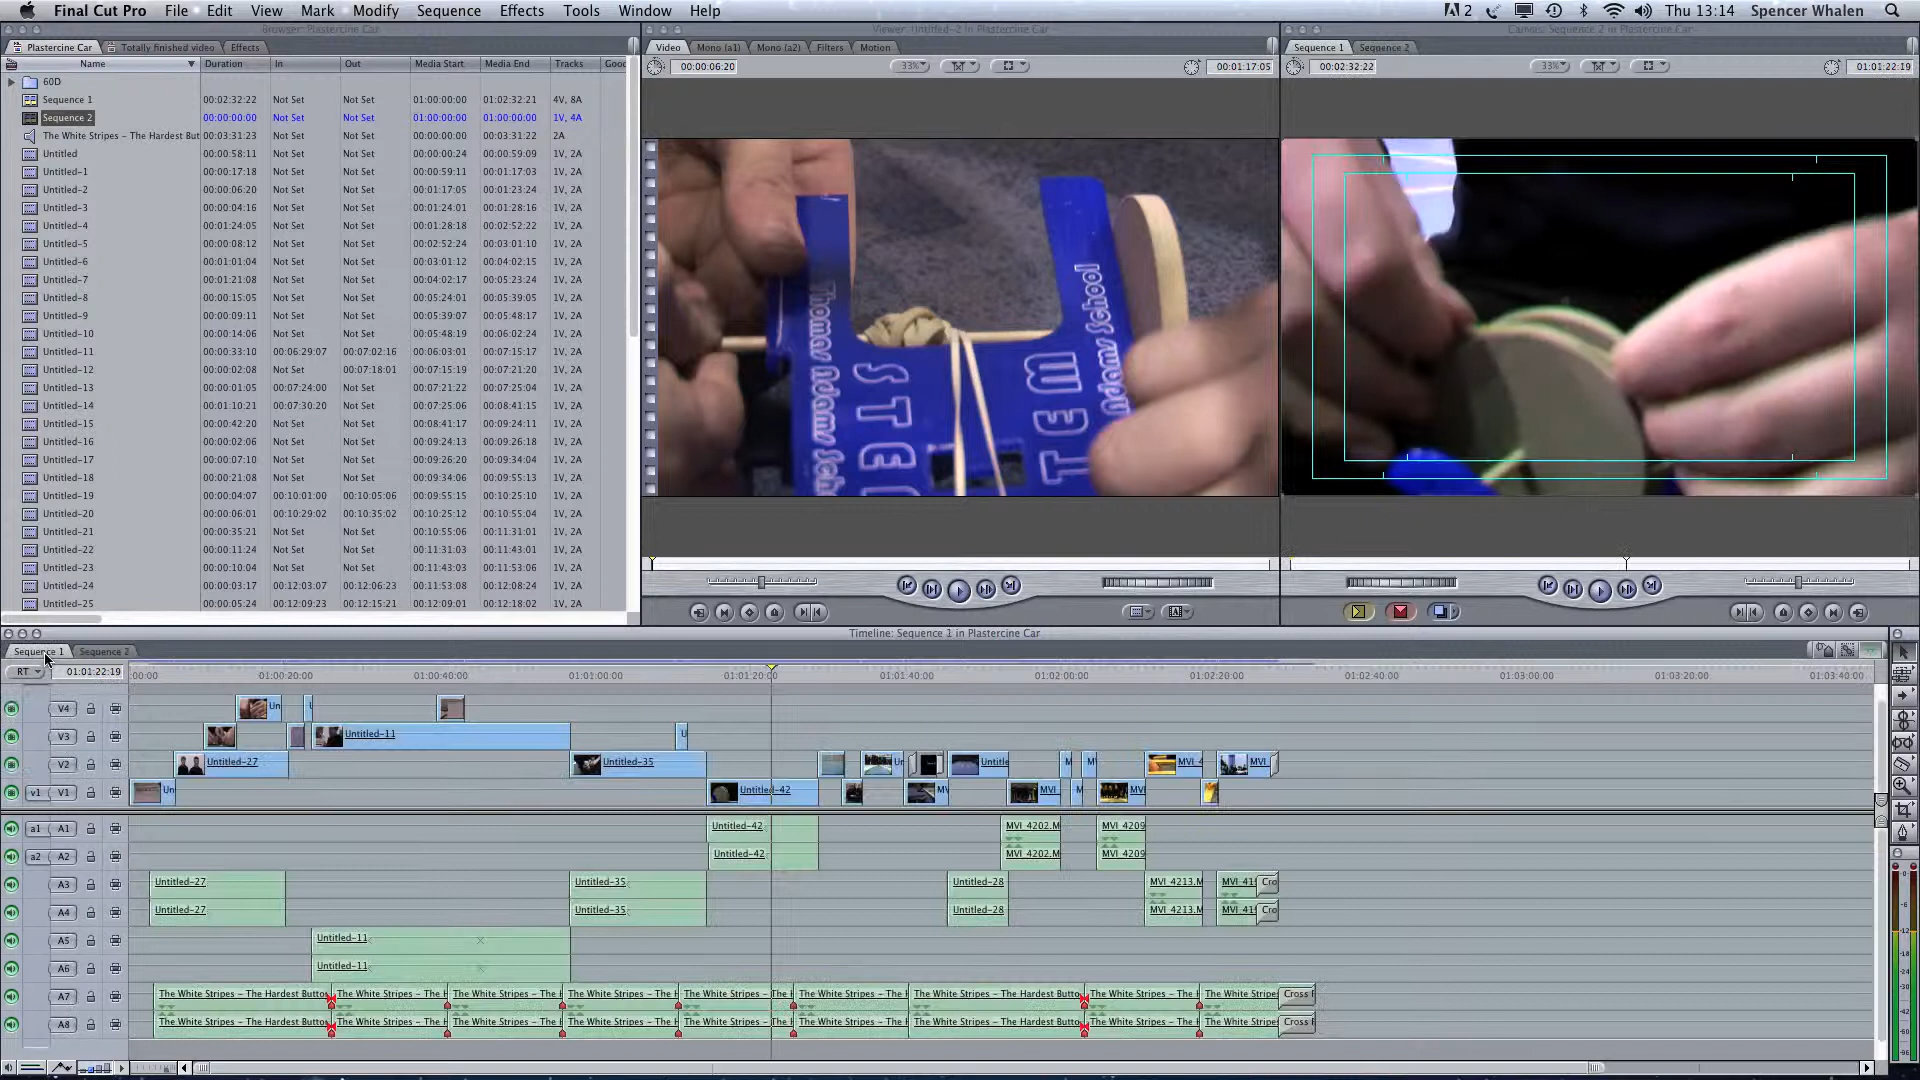 Final Cut Pro File Edit View Mark Modify Sequence Effects Tools Window Help
2 Thu 13:14 Spencer Whalen
Browser: Plastercine Car
Plastercine Car Totally finished video Effects
Name Duration In Out Media Start Media End Tracks Good
60D
Sequence 1 00:02:32:22 Not Set Not Set 01:00:00:00 01:02:32:21 4V, 8A
Sequence 2 00:00:00:00 Not Set Not Set 01:00:00:00 01:00:00:00 1V, 4A
The White Stripes – The Hardest But 00:03:31:23 Not Set Not Set 00:00:00:00 00:03:31:22 2A
Untitled 00:00:58:11 Not Set Not Set 00:00:00:24 00:00:59:09 1V, 2A
Untitled-1 00:00:17:18 Not Set Not Set 00:00:59:11 00:01:17:03 1V, 2A
Untitled-2 00:00:06:20 Not Set Not Set 00:01:17:05 00:01:23:24 1V, 2A
Untitled-3 00:00:04:16 Not Set Not Set 00:01:24:01 00:01:28:16 1V, 2A
Untitled-4 00:01:24:05 Not Set Not Set 00:01:28:18 00:02:52:22 1V, 2A
Untitled-5 00:00:08:12 Not Set Not Set 00:02:52:24 00:03:01:10 1V, 2A
Untitled-6 00:01:01:04 Not Set Not Set 00:03:01:12 00:04:02:15 1V, 2A
Untitled-7 00:01:21:08 Not Set Not Set 00:04:02:17 00:05:23:24 1V, 2A
Untitled-8 00:00:15:05 Not Set Not Set 00:05:24:01 00:05:39:05 1V, 2A
Untitled-9 00:00:09:11 Not Set Not Set 00:05:39:07 00:05:48:17 1V, 2A
Untitled-10 00:00:14:06 Not Set Not Set 00:05:48:19 00:06:02:24 1V, 2A
Untitled-11 00:00:33:10 00:06:29:07 00:07:02:16 00:06:03:01 00:07:15:17 1V, 2A
Untitled-12 00:00:02:08 Not Set 00:07:18:01 00:07:15:19 00:07:21:20 1V, 2A
Untitled-13 00:00:01:05 00:07:24:00 Not Set 00:07:21:22 00:07:25:04 1V, 2A
Untitled-14 00:01:10:21 00:07:30:20 Not Set 00:07:25:06 00:08:41:15 1V, 2A
Untitled-15 00:00:42:20 Not Set Not Set 00:08:41:17 00:09:24:11 1V, 2A
Untitled-16 00:00:02:06 Not Set Not Set 00:09:24:13 00:09:26:18 1V, 2A
Untitled-17 00:00:07:10 Not Set Not Set 00:09:26:20 00:09:34:04 1V, 2A
Untitled-18 00:00:21:08 Not Set Not Set 00:09:34:06 00:09:55:13 1V, 2A
Untitled-19 00:00:04:07 00:10:01:00 00:10:05:06 00:09:55:15 00:10:25:10 1V, 2A
Untitled-20 00:00:06:01 00:10:29:02 00:10:35:02 00:10:25:12 00:10:55:04 1V, 2A
Untitled-21 00:00:35:21 Not Set Not Set 00:10:55:06 00:11:31:01 1V, 2A
Untitled-22 00:00:11:24 Not Set Not Set 00:11:31:03 00:11:43:01 1V, 2A
Untitled-23 00:00:10:04 Not Set Not Set 00:11:43:03 00:11:53:06 1V, 2A
Untitled-24 00:00:03:17 00:12:03:07 00:12:06:23 00:11:53:08 00:12:08:24 1V, 2A
Untitled-25 00:00:05:24 00:12:09:23 00:12:15:21 00:12:09:01 00:12:18:02 1V, 2A
Viewer: Untitled-2 in Plastercine Car
Video Mono (a1) Mono (a2) Filters Motion
00:00:06:20 33% 00:01:17:05
Thomas Adams School
STEM
Canvas: Sequence 2 in Plastercine Car
Sequence 1 Sequence 2
00:02:32:22 33% 01:01:22:19
Timeline: Sequence 1 in Plastercine Car
Sequence 1 Sequence 2
RT 01:01:22:19 00:00 01:00:20:00 01:00:40:00 01:01:00:00 01:01:20:00 01:01:40:00 01:02:00:00 01:02:20:00 01:02:40:00 01:03:00:00 01:03:20:00 01:03:40:00
V4 Un
V3 Untitled-11 U
V2 Untitled-27 Untitled-35 Un Untitle M MVI_4 MVI_
v1 V1 Un Untitled-42 MV MVI_ M MVI
a1 A1 Untitled-42 MVI_4202.M MVI_4209
a2 A2 Untitled-42 MVI_4202.M MVI_4209
A3 Untitled-27 Untitled-35 Untitled-28 MVI_4213.M MVI_41 Cro
A4 Untitled-27 Untitled-35 Untitled-28 MVI_4213.M MVI_41 Cro
A5 Untitled-11
A6 Untitled-11
A7 The White Stripes – The Hardest Butto The White Stripes – The H The White Stripes – The The White Stripes – The H The White Stripes – The The White Stripes – The H The White Stripes – The Hardest Butto The White Stripes – The H The White Stripes Cross F
A8 The White Stripes – The Hardest Butto The White Stripes – The H The White Stripes – The The White Stripes – The H The White Stripes – The The White Stripes – The H The White Stripes – The Hardest Butto The White Stripes – The H The White Stripes Cross F